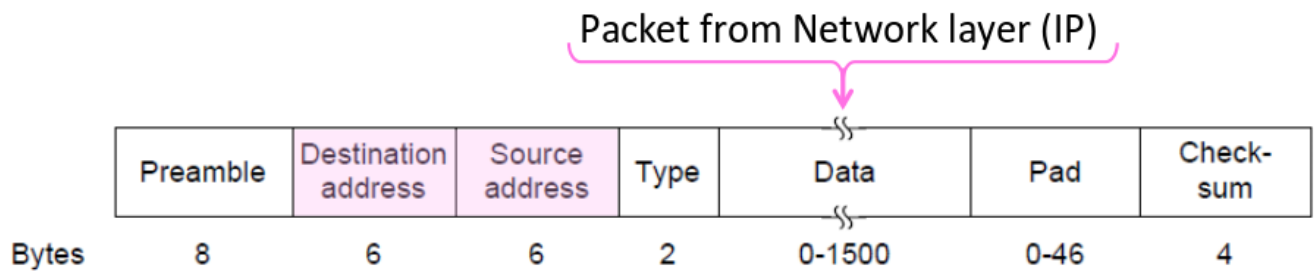 Packet from Network layer (IP)
Preamble
Destination
address
Source
address
Type
Data
Pad
Check-
sum
Bytes 8 6 6 2 0-1500 0-46 4